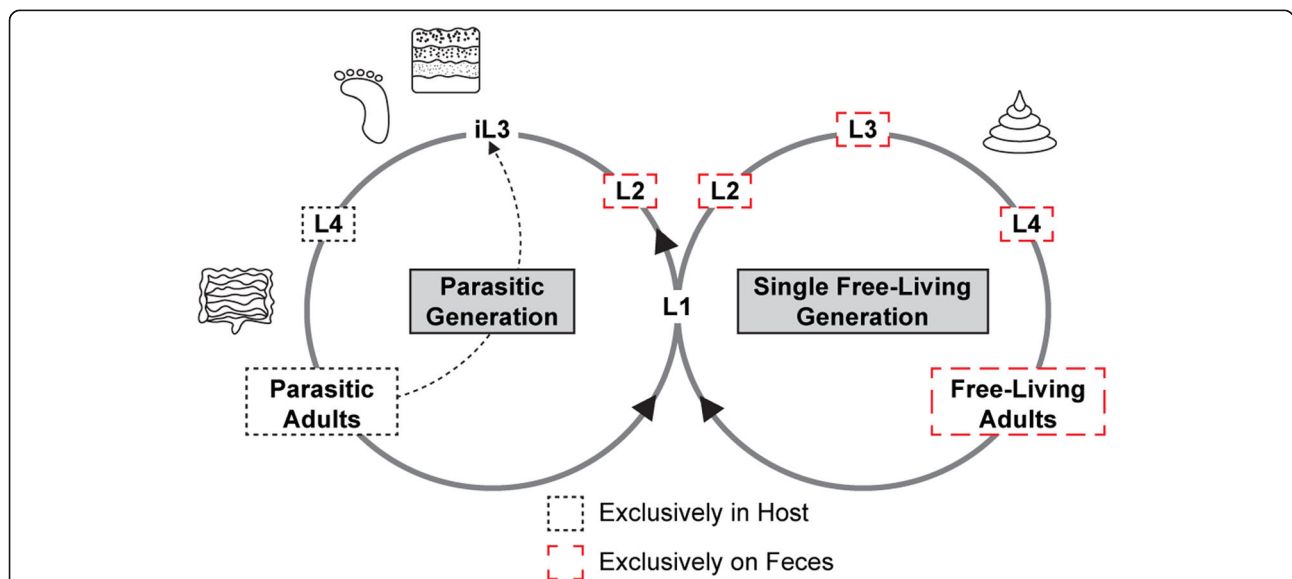 iL3
L3
L2
L2
L4
L4
Parasitic
Generation
L1
Single Free-Living
Generation
Parasitic
Adults
Free-Living
Adults
Exclusively in Host
Exclusively on Feces